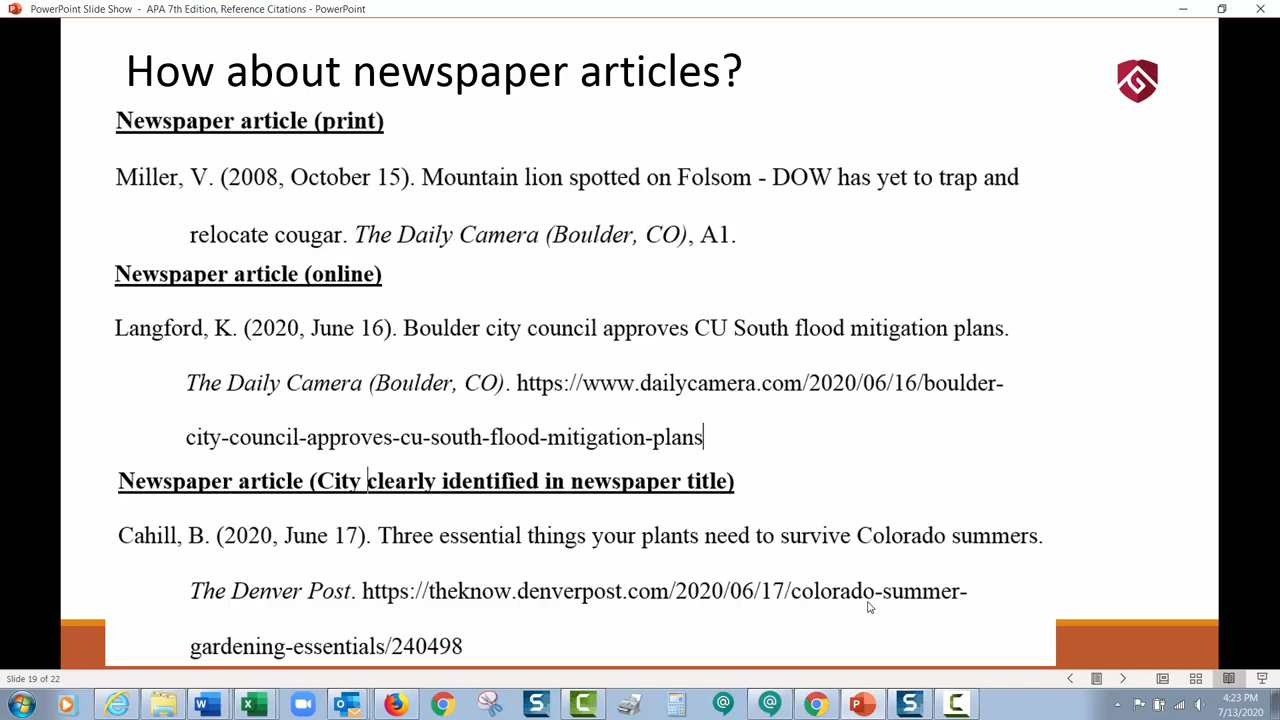 PowerPoint Slide Show - APA 7th Edition, Reference Citations - PowerPoint
How about newspaper articles?
Newspaper article (print)
Miller, V. (2008, October 15). Mountain lion spotted on Folsom - DOW has yet to trap and
relocate cougar. The Daily Camera (Boulder, CO), A1.
Newspaper article (online)
Langford, K. (2020, June 16). Boulder city council approves CU South flood mitigation plans.
The Daily Camera (Boulder, CO). https://www.dailycamera.com/2020/06/16/boulder-
city-council-approves-cu-south-flood-mitigation-plans
Newspaper article (City clearly identified in newspaper title)
Cahill, B. (2020, June 17). Three essential things your plants need to survive Colorado summers.
The Denver Post. https://theknow.denverpost.com/2020/06/17/colorado-summer-
gardening-essentials/240498
Slide 19 of 22
4:23 PM
7/13/2020